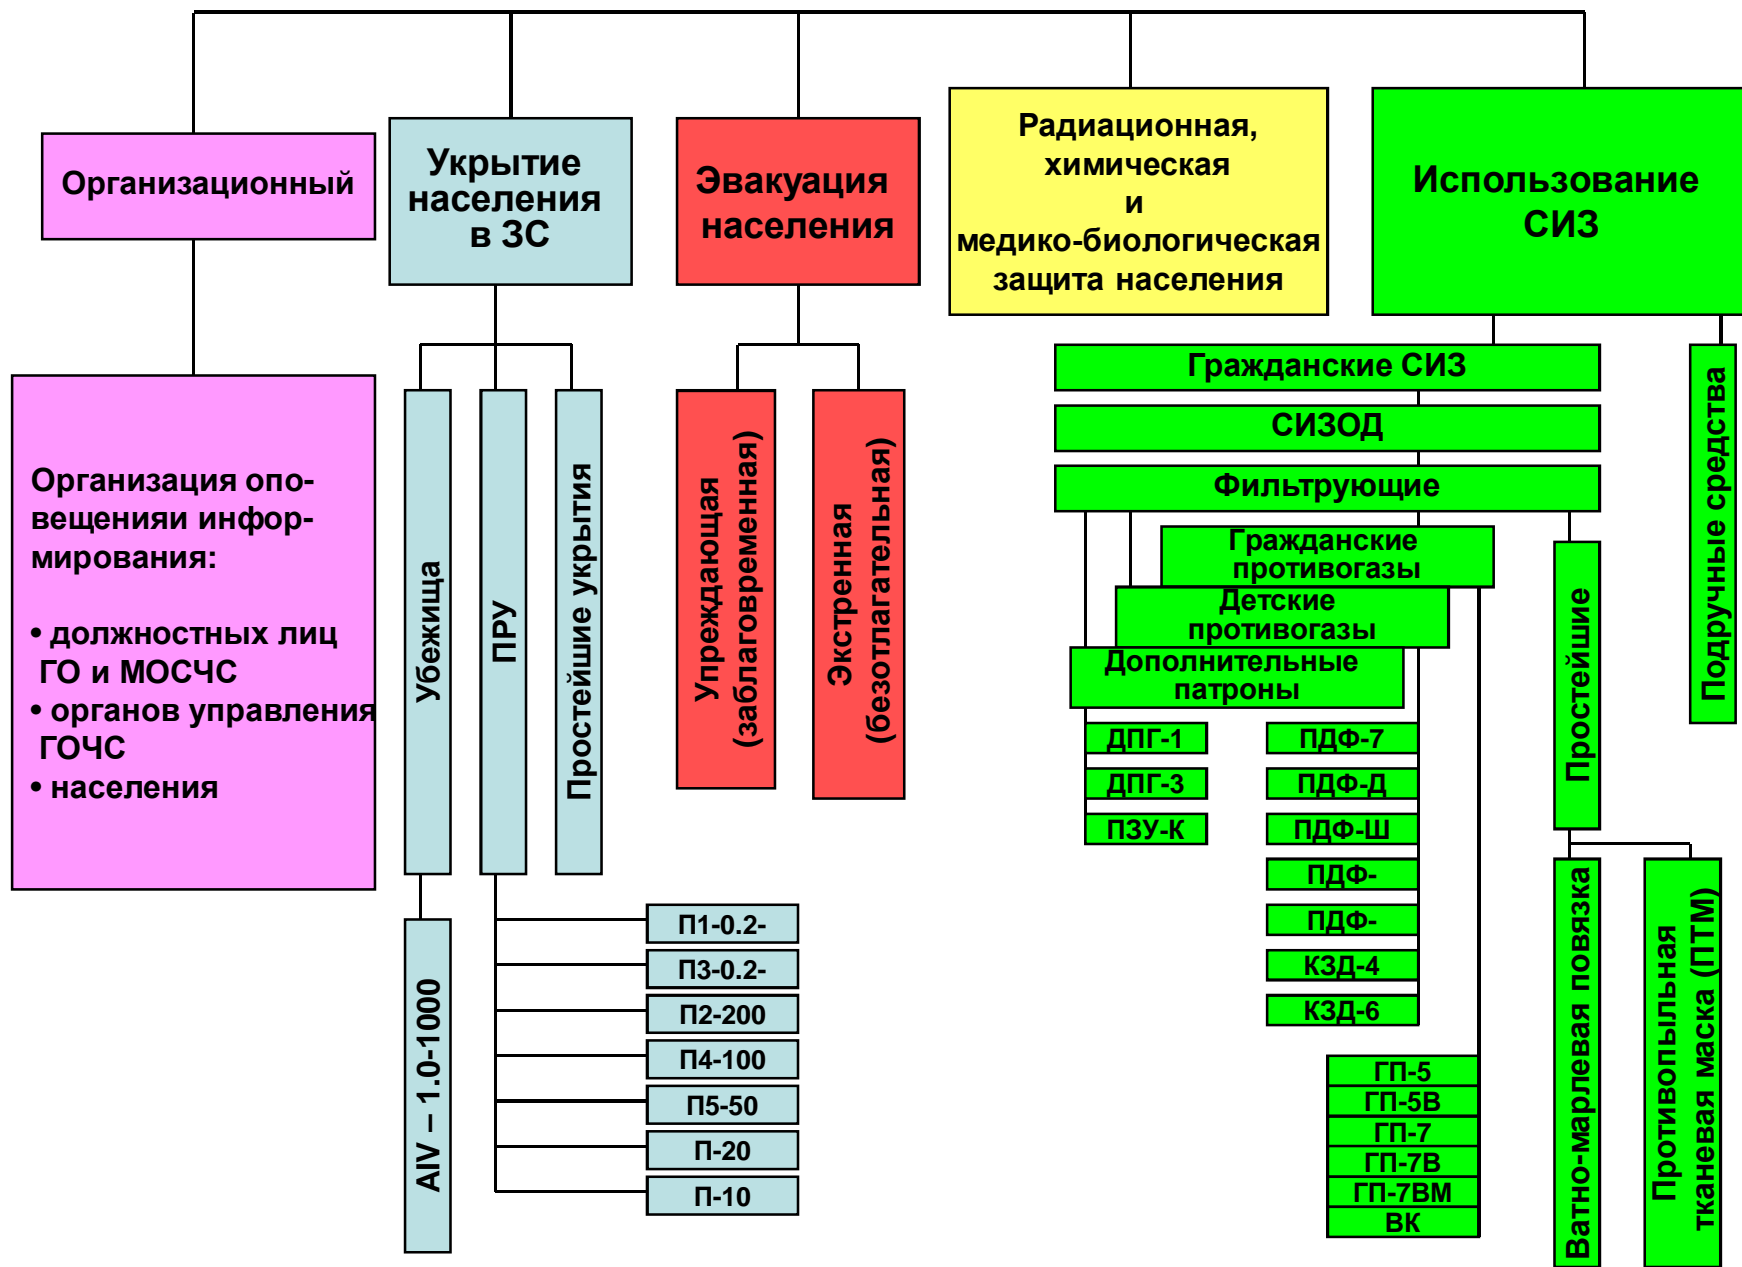 Организационный
Укрытие
населения
в ЗС
Эвакуация
населения
Радиационная,
химическая
и
медико-биологическая
защита населения
Использование
СИЗ
Организация опо-
вещенияи инфор-
мирования:
• должностных лиц
ГО и МОСЧС
• органов управления
ГОЧС
• населения
Убежища
ПРУ
Простейшие укрытия
AIV – 1.0-1000
П1-0.2-
П3-0.2-
П2-200
П4-100
П5-50
П-20
П-10
Упреждающая
(заблаговременная)
Экстренная
(безотлагательная)
Гражданские СИЗ
СИЗОД
Фильтрующие
Гражданские
противогазы
Детские
противогазы
Дополнительные
патроны
ДПГ-1
ДПГ-3
ПЗУ-К
ПДФ-7
ПДФ-Д
ПДФ-Ш
ПДФ-
ПДФ-
КЗД-4
КЗД-6
ГП-5
ГП-5В
ГП-7
ГП-7В
ГП-7ВМ
ВК
Простейшие
Ватно-марлевая повязка
Противопыльная
тканевая маска (ПТМ)
Подручные средства